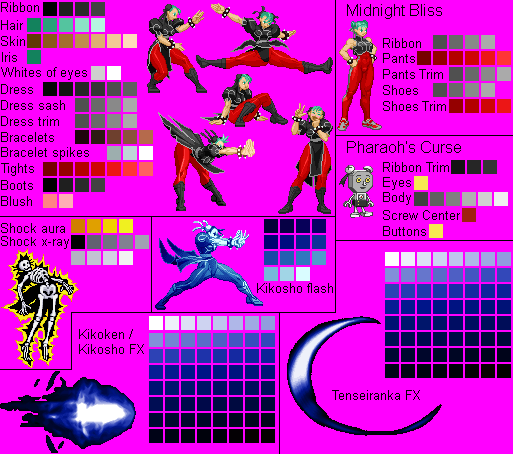 Ribbon
Hair
Skin
Iris
Whites of eyes
Dress
Dress sash
Dress trim
Bracelets
Bracelet spikes
Tights
Boots
Blush
Midnight Bliss
Ribbon
Pants
Pants Trim
Shoes
Shoes Trim
Pharaoh's Curse
Ribbon Trim
Eyes
Body
Screw Center
Buttons
Shock aura
Shock x-ray
Kikosho flash
Kikoken /
Kikosho FX
Tenseiranka FX